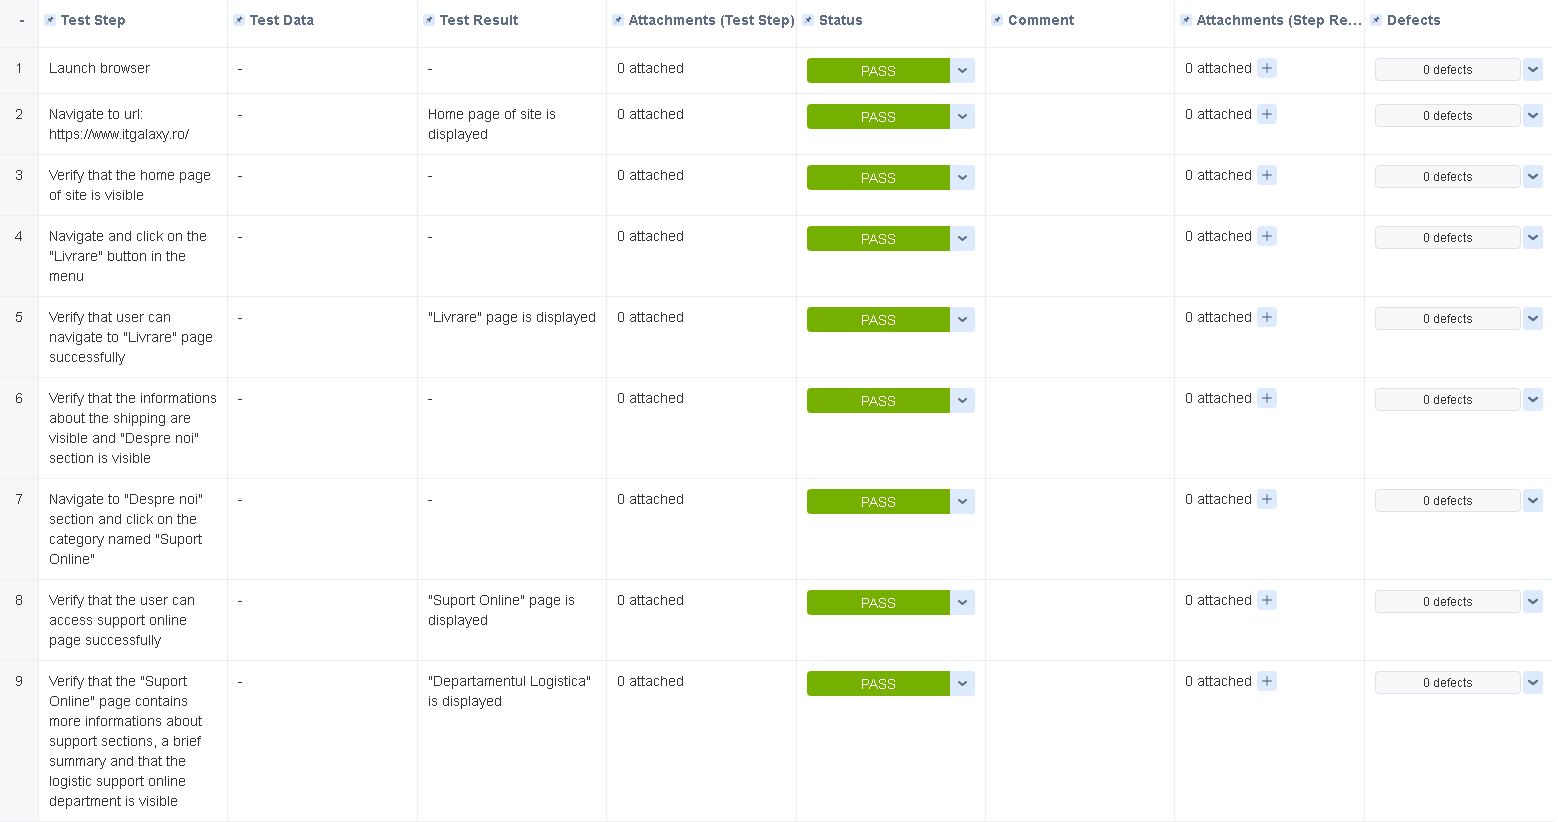 - Test Step Test Data Test Result Attachments (Test Step) Status Comment Attachments (Step Re... Defects
1 Launch browser - - 0 attached PASS 0 attached + 0 defects
2 Navigate to url: - Home page of site is 0 attached PASS 0 attached + 0 defects
https://www.itgalaxy.ro/ displayed
3 Verify that the home page - - 0 attached PASS 0 attached + 0 defects
of site is visible
4 Navigate and click on the - - 0 attached PASS 0 attached + 0 defects
"Livrare" button in the
menu
5 Verify that user can - "Livrare" page is displayed 0 attached PASS 0 attached + 0 defects
navigate to "Livrare" page
successfully
6 Verify that the informations - - 0 attached PASS 0 attached + 0 defects
about the shipping are
visible and "Despre noi"
section is visible
7 Navigate to "Despre noi" - - 0 attached PASS 0 attached + 0 defects
section and click on the
category named "Suport
Online"
8 Verify that the user can - "Suport Online" page is 0 attached PASS 0 attached + 0 defects
access support online displayed
page successfully
9 Verify that the "Suport - "Departamentul Logistica" 0 attached PASS 0 attached + 0 defects
Online" page contains is displayed
more informations about
support sections, a brief
summary and that the
logistic support online
department is visible